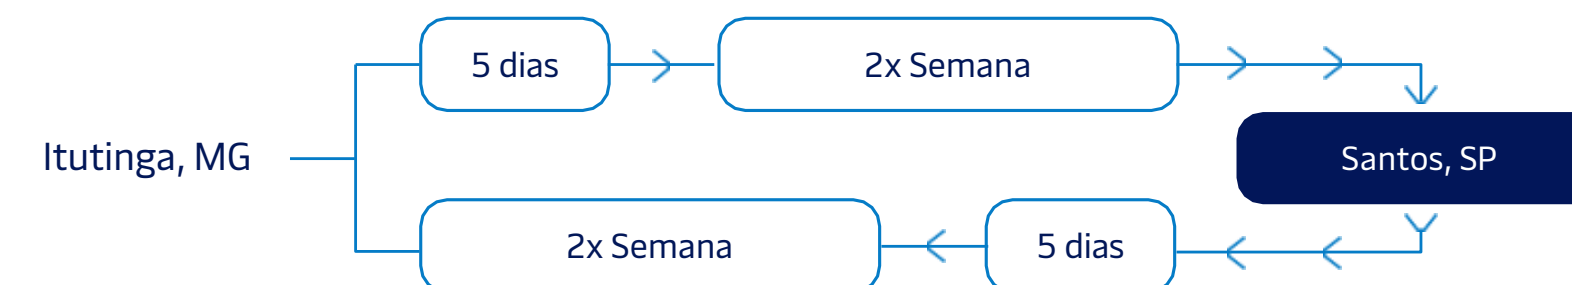 5 dias
2x Semana
Itutinga, MG
Santos, SP
2x Semana
5 dias